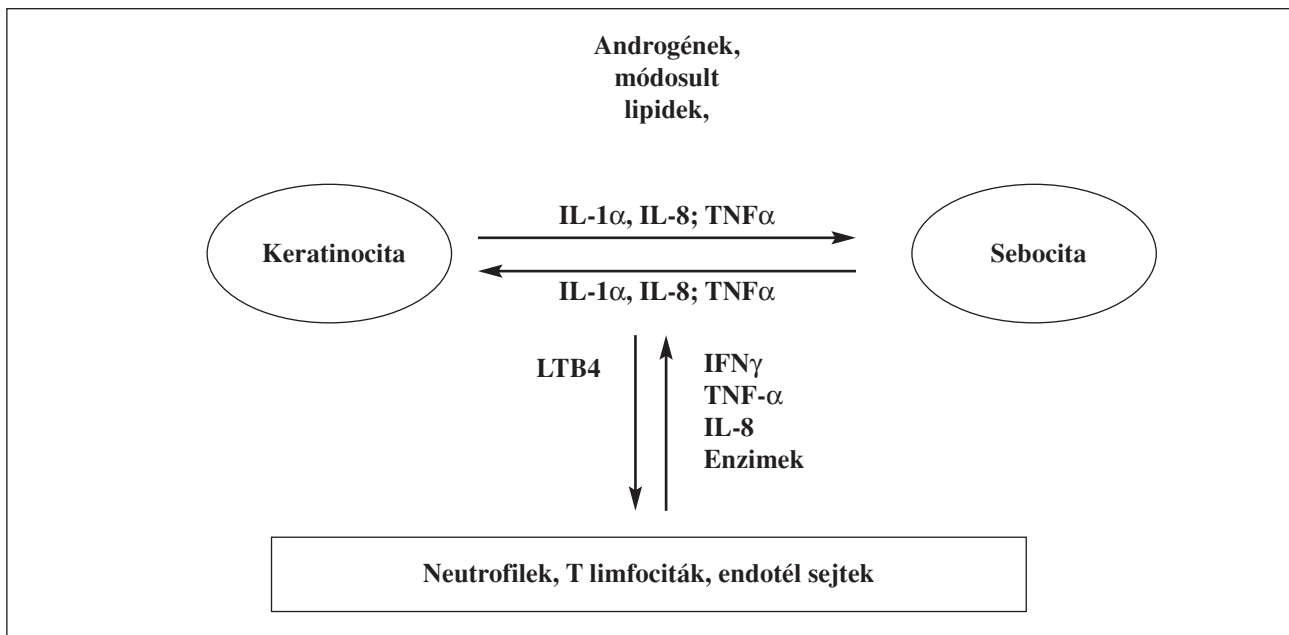 Androgének,
módosult
lipidek,
IL-1α, IL-8; TNFα
Keratinocita
Sebocita
IL-1α, IL-8; TNFα
LTB4
IFNγ
TNF-α
IL-8
Enzimek
Neutrofilek, T limfociták, endotél sejtek